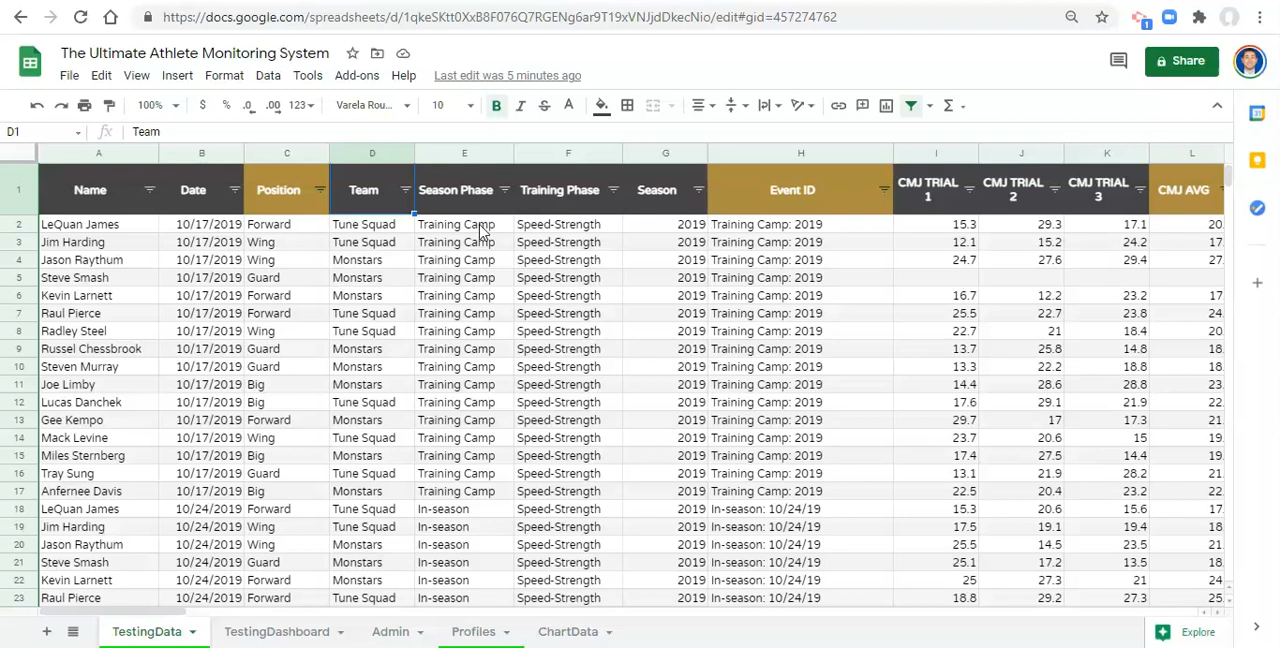 https://docs.google.com/spreadsheets/d/1qkeSKtt0XxB8F076Q7RGENg6ar9T19xVNJjdDkecNio/edit#gid=457274762
1
The Ultimate Athlete Monitoring System
File Edit View Insert Format Data Tools Add-ons Help Last edit was 5 minutes ago
Share
100% $ % .0 .00 123 Varela Rou... 10 B I S A
D1 fx Team
A B C D E F G H I J K L
1 Name Date Position Team Season Phase Training Phase Season Event ID CMJ TRIAL 1 CMJ TRIAL 2 CMJ TRIAL 3 CMJ AVG
2 LeQuan James 10/17/2019 Forward Tune Squad Training Camp Speed-Strength 2019 Training Camp: 2019 15.3 29.3 17.1 20.
3 Jim Harding 10/17/2019 Wing Tune Squad Training Camp Speed-Strength 2019 Training Camp: 2019 12.1 15.2 24.2 17.
4 Jason Raythum 10/17/2019 Wing Monstars Training Camp Speed-Strength 2019 Training Camp: 2019 24.7 27.6 29.4 27.
5 Steve Smash 10/17/2019 Guard Monstars Training Camp Speed-Strength 2019 Training Camp: 2019
6 Kevin Larnett 10/17/2019 Forward Monstars Training Camp Speed-Strength 2019 Training Camp: 2019 16.7 12.2 23.2 17.
7 Raul Pierce 10/17/2019 Forward Tune Squad Training Camp Speed-Strength 2019 Training Camp: 2019 25.5 22.7 23.8 24.
8 Radley Steel 10/17/2019 Wing Tune Squad Training Camp Speed-Strength 2019 Training Camp: 2019 22.7 21 18.4 20.
9 Russel Chessbrook 10/17/2019 Guard Monstars Training Camp Speed-Strength 2019 Training Camp: 2019 13.7 25.8 14.8 18.
10 Steven Murray 10/17/2019 Guard Monstars Training Camp Speed-Strength 2019 Training Camp: 2019 13.3 22.2 18.8 18.
11 Joe Limby 10/17/2019 Big Monstars Training Camp Speed-Strength 2019 Training Camp: 2019 14.4 28.6 28.8 23.
12 Lucas Danchek 10/17/2019 Big Tune Squad Training Camp Speed-Strength 2019 Training Camp: 2019 17.6 29.1 21.9 22.
13 Gee Kempo 10/17/2019 Forward Monstars Training Camp Speed-Strength 2019 Training Camp: 2019 29.7 17 17.3 21.
14 Mack Levine 10/17/2019 Wing Tune Squad Training Camp Speed-Strength 2019 Training Camp: 2019 23.7 20.6 15 19.
15 Miles Sternberg 10/17/2019 Big Monstars Training Camp Speed-Strength 2019 Training Camp: 2019 17.4 27.5 14.4 19.
16 Tray Sung 10/17/2019 Guard Tune Squad Training Camp Speed-Strength 2019 Training Camp: 2019 13.1 21.9 28.2 21.
17 Anfernee Davis 10/17/2019 Big Monstars Training Camp Speed-Strength 2019 Training Camp: 2019 22.5 20.4 23.2 22.
18 LeQuan James 10/24/2019 Forward Tune Squad In-season Speed-Strength 2019 In-season: 10/24/19 15.3 20.6 15.6 17.
19 Jim Harding 10/24/2019 Wing Tune Squad In-season Speed-Strength 2019 In-season: 10/24/19 17.5 19.1 19.4 18.
20 Jason Raythum 10/24/2019 Wing Monstars In-season Speed-Strength 2019 In-season: 10/24/19 25.5 14.5 23.5 21.
21 Steve Smash 10/24/2019 Guard Monstars In-season Speed-Strength 2019 In-season: 10/24/19 25.1 17.2 13.5 18.
22 Kevin Larnett 10/24/2019 Forward Monstars In-season Speed-Strength 2019 In-season: 10/24/19 25 27.3 21 24.
23 Raul Pierce 10/24/2019 Forward Tune Squad In-season Speed-Strength 2019 In-season: 10/24/19 18.8 29.2 27.3 25.
TestingData TestingDashboard Admin Profiles ChartData Explore